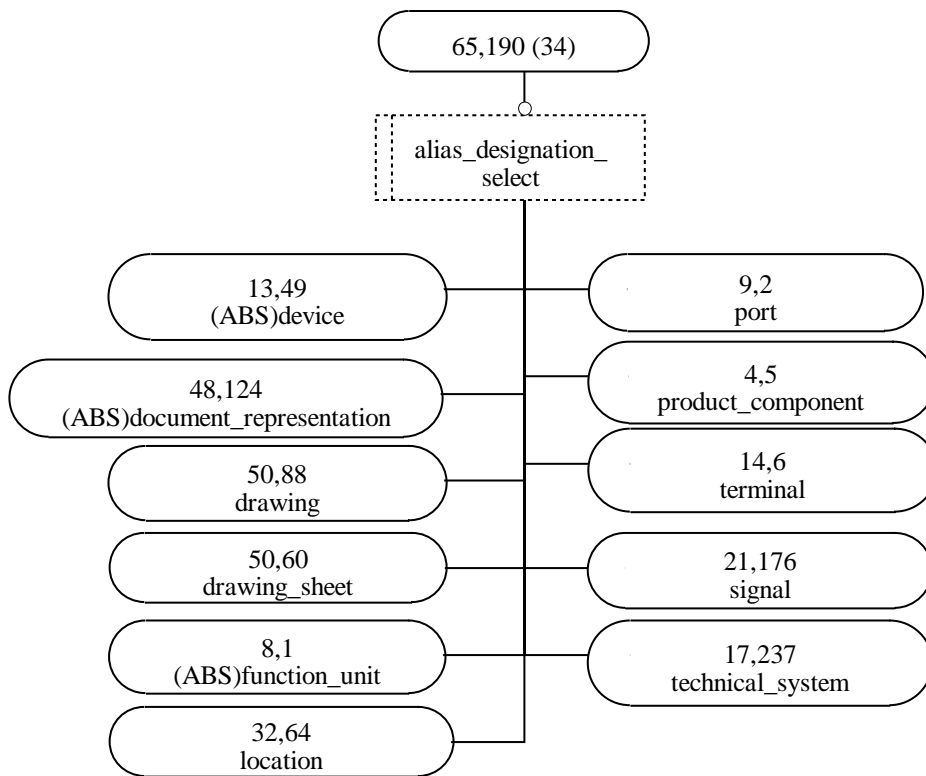 65,190 (34)
alias_designation_
select
13,49
(ABS)device
48,124
(ABS)document_representation
50,88
drawing
50,60
drawing_sheet
8,1
(ABS)function_unit
32,64
location
9,2
port
4,5
product_component
14,6
terminal
21,176
signal
17,237
technical_system